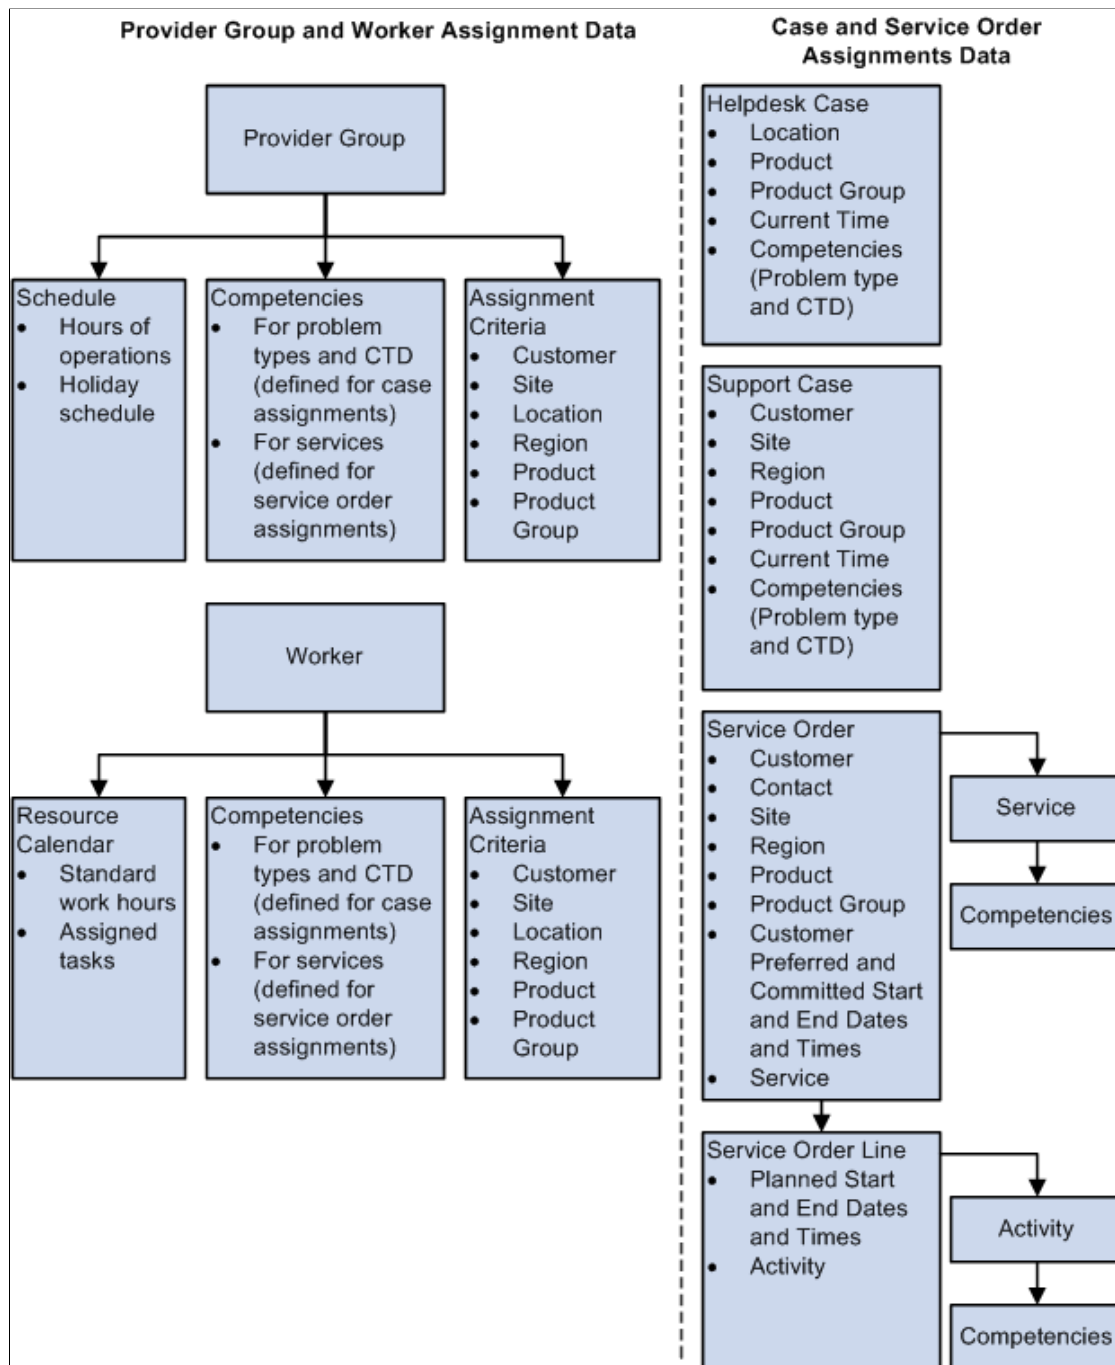 Provider Group and Worker Assignment Data
Case and Service Order
Assignments Data
Provider Group
Schedule
• Hours of
operations
• Holiday
schedule
Competencies
• For problem
types and CTD
(defined for case
assignments)
• For services
(defined for
service order
assignments)
Assignment
Criteria
• Customer
• Site
• Location
• Region
• Product
• Product
Group
Worker
Resource
Calendar
• Standard
work hours
• Assigned
tasks
Competencies
• For problem
types and CTD
(defined for case
assignments)
• For services
(defined for
service order
assignments)
Assignment
Criteria
• Customer
• Site
• Location
• Region
• Product
• Product
Group
Helpdesk Case
• Location
• Product
• Product Group
• Current Time
• Competencies
(Problem type
and CTD)
Support Case
• Customer
• Site
• Region
• Product
• Product Group
• Current Time
• Competencies
(Problem type
and CTD)
Service Order
• Customer
• Contact
• Site
• Region
• Product
• Product Group
• Customer
Preferred and
Committed Start
and End Dates
and Times
• Service
Service
Competencies
Service Order Line
• Planned Start
and End Dates
and Times
• Activity
Activity
Competencies